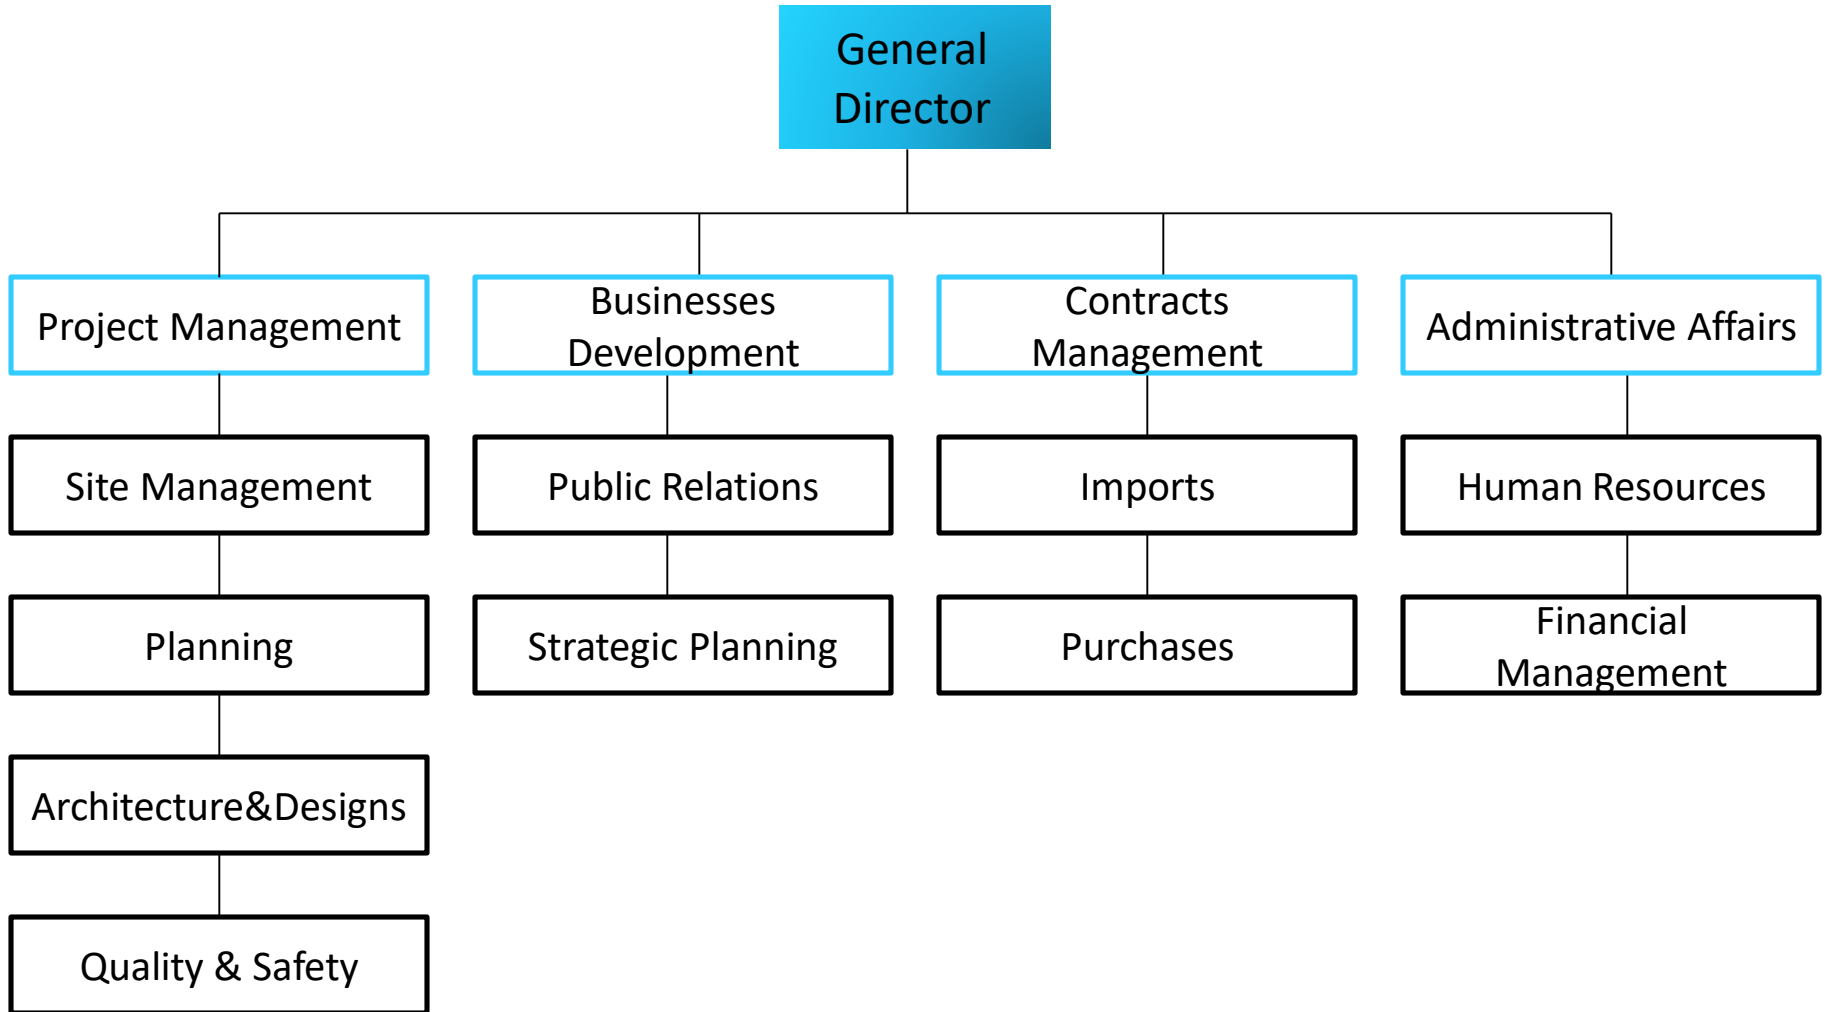 General
Director
Project Management
Businesses
Development
Contracts
Management
Administrative Affairs
Site Management
Public Relations
Imports
Human Resources
Planning
Strategic Planning
Purchases
Financial
Management
Architecture&Designs
Quality & Safety